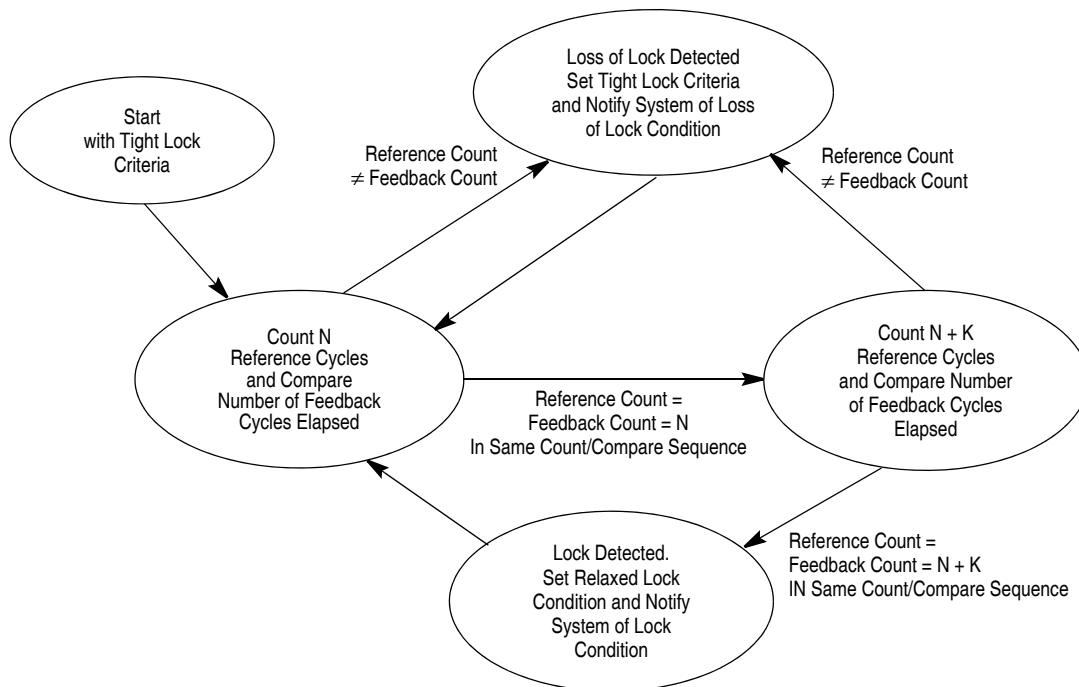 Start
with Tight Lock
Criteria
Loss of Lock Detected
Set Tight Lock Criteria
and Notify System of Loss
of Lock Condition
Reference Count
≠ Feedback Count
Reference Count
≠ Feedback Count
Count N
Reference Cycles
and Compare
Number of Feedback
Cycles Elapsed
Reference Count =
Feedback Count = N
In Same Count/Compare Sequence
Count N + K
Reference Cycles
and Compare Number
of Feedback Cycles
Elapsed
Reference Count =
Feedback Count = N + K
IN Same Count/Compare Sequence
Lock Detected.
Set Relaxed Lock
Condition and Notify
System of Lock
Condition